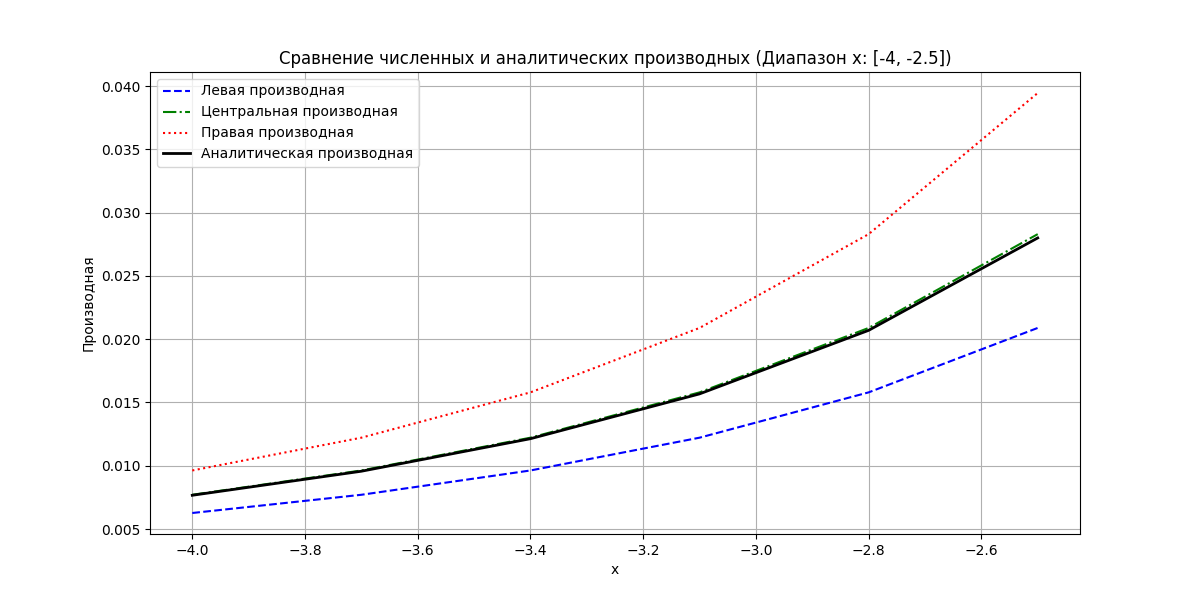 Сравнение численных и аналитических производных (Диапазон x: [-4, -2.5])
Левая производная
Центральная производная
Правая производная
Аналитическая производная
Производная
0.040
0.035
0.030
0.025
0.020
0.015
0.010
0.005
−4.0 −3.8 −3.6 −3.4 −3.2 −3.0 −2.8 −2.6
x